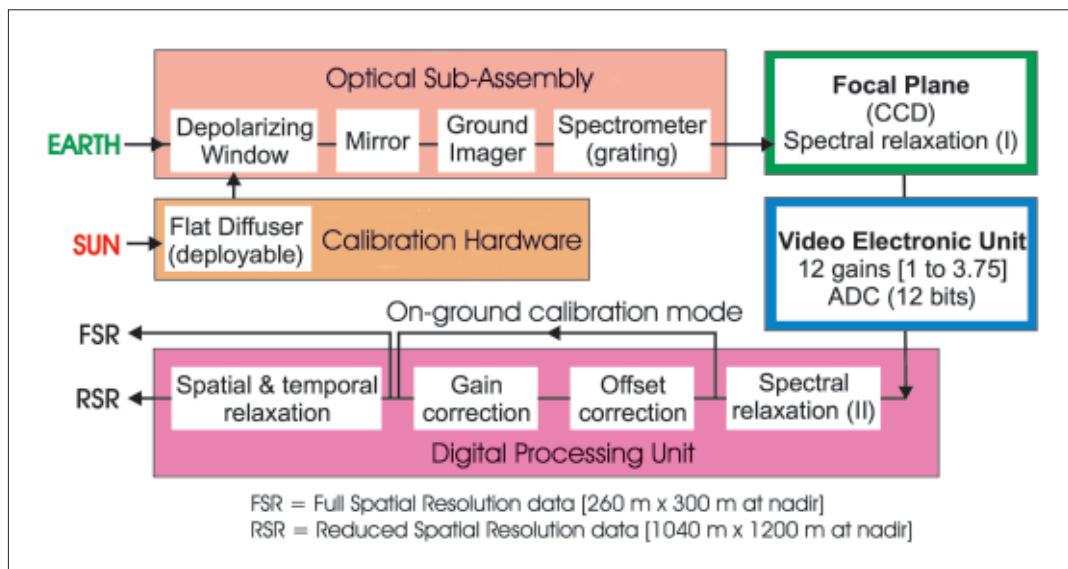 Optical Sub-Assembly
EARTH
Depolarizing
Window
Mirror
Ground
Imager
Spectrometer
(grating)
Focal Plane
(CCD)
Spectral relaxation (I)
SUN
Flat Diffuser
(deployable)
Calibration Hardware
Video Electronic Unit
12 gains [1 to 3.75]
ADC (12 bits)
On-ground calibration mode
FSR
RSR
Spatial & temporal
relaxation
Gain
correction
Offset
correction
Spectral
relaxation (II)
Digital Processing Unit
FSR = Full Spatial Resolution data [260 m x 300 m at nadir]
RSR = Reduced Spatial Resolution data [1040 m x 1200 m at nadir]